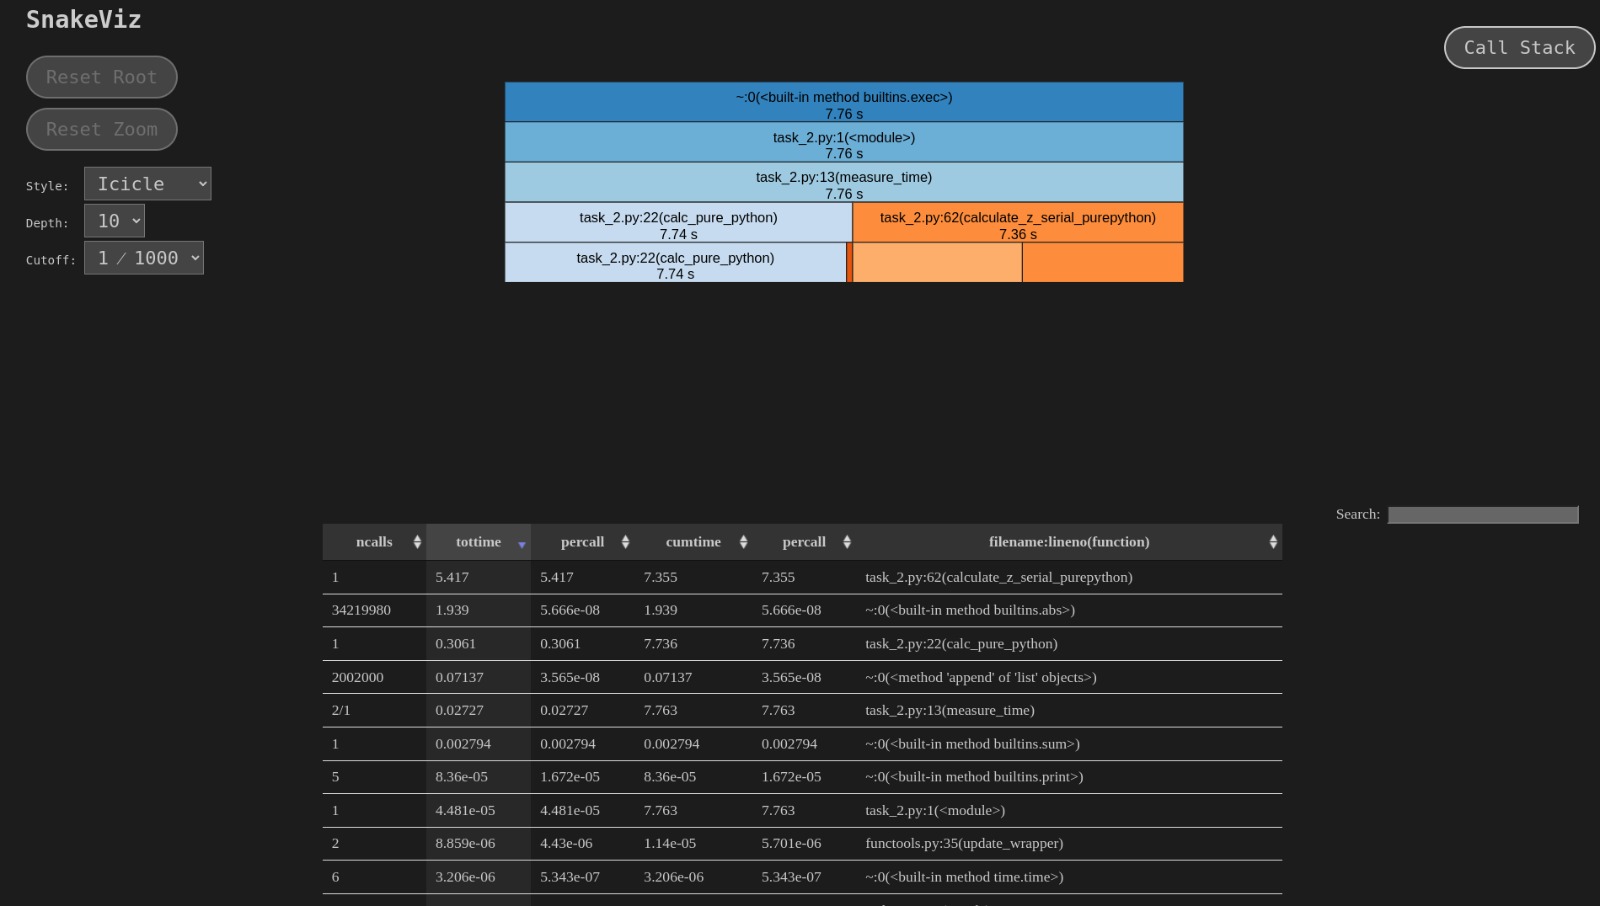 SnakeViz
Call Stack
Reset Root
Reset Zoom
Style: Icicle
Depth: 10
Cutoff: 1 / 1000
~:0(<built-in method builtins.exec>)
7.76 s
task_2.py:1(<module>)
7.76 s
task_2.py:13(measure_time)
7.76 s
task_2.py:22(calc_pure_python)
7.74 s
task_2.py:62(calculate_z_serial_purepython)
7.36 s
task_2.py:22(calc_pure_python)
7.74 s
Search:
ncalls tottime percall cumtime percall filename:lineno(function)
1 5.417 5.417 7.355 7.355 task_2.py:62(calculate_z_serial_purepython)
34219980 1.939 5.666e-08 1.939 5.666e-08 ~:0(<built-in method builtins.abs>)
1 0.3061 0.3061 7.736 7.736 task_2.py:22(calc_pure_python)
2002000 0.07137 3.565e-08 0.07137 3.565e-08 ~:0(<method 'append' of 'list' objects>)
2/1 0.02727 0.02727 7.763 7.763 task_2.py:13(measure_time)
1 0.002794 0.002794 0.002794 0.002794 ~:0(<built-in method builtins.sum>)
5 8.36e-05 1.672e-05 8.36e-05 1.672e-05 ~:0(<built-in method builtins.print>)
1 4.481e-05 4.481e-05 7.763 7.763 task_2.py:1(<module>)
2 8.859e-06 4.43e-06 1.14e-05 5.701e-06 functools.py:35(update_wrapper)
6 3.206e-06 5.343e-07 3.206e-06 5.343e-07 ~:0(<built-in method time.time>)